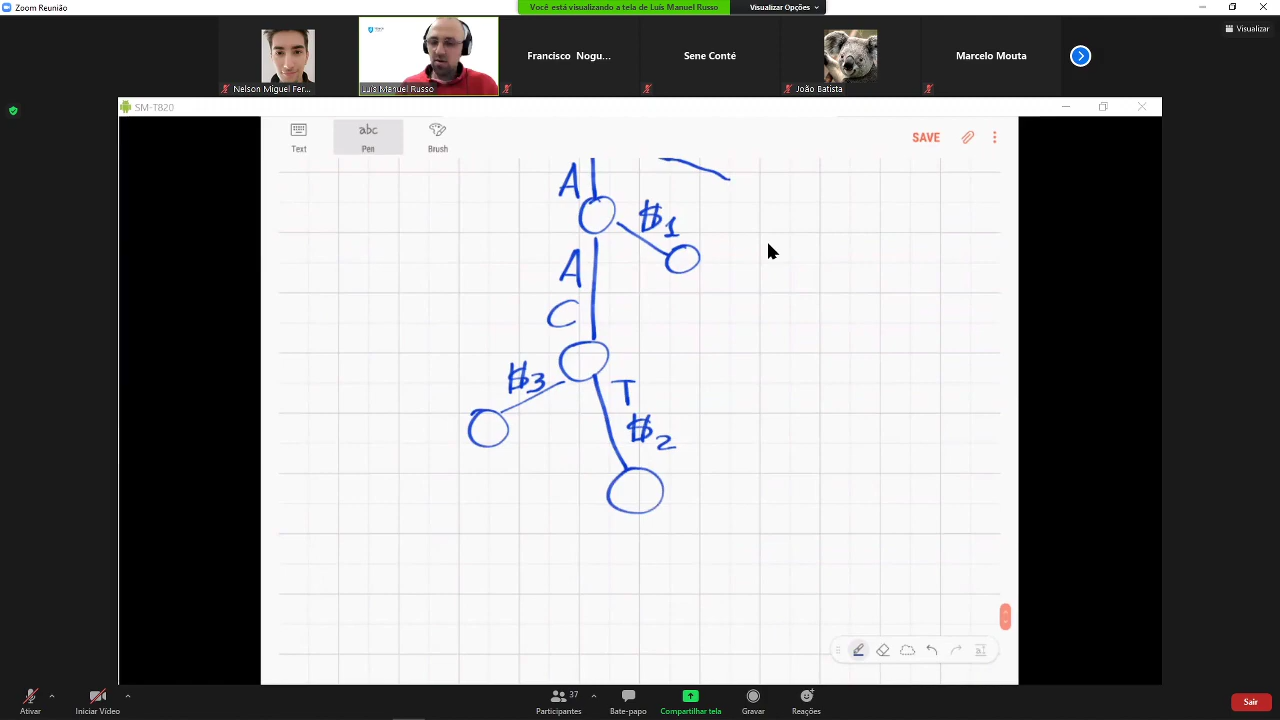 Zoom Reunião
Você está visualizando a tela de Luís Manuel Russo
Visualizar Opções
Visualizar
Nelson Miguel Fer...
Luís Manuel Russo
Francisco Nogu...
Sene Conté
João Batista
Marcelo Mouta
SM-T820
Text
abc
Pen
Brush
SAVE
A
$1
A
C
$3
T
$2
Ativar
Iniciar Vídeo
37
Participantes
Bate-papo
Compartilhar tela
Gravar
Reações
Sair